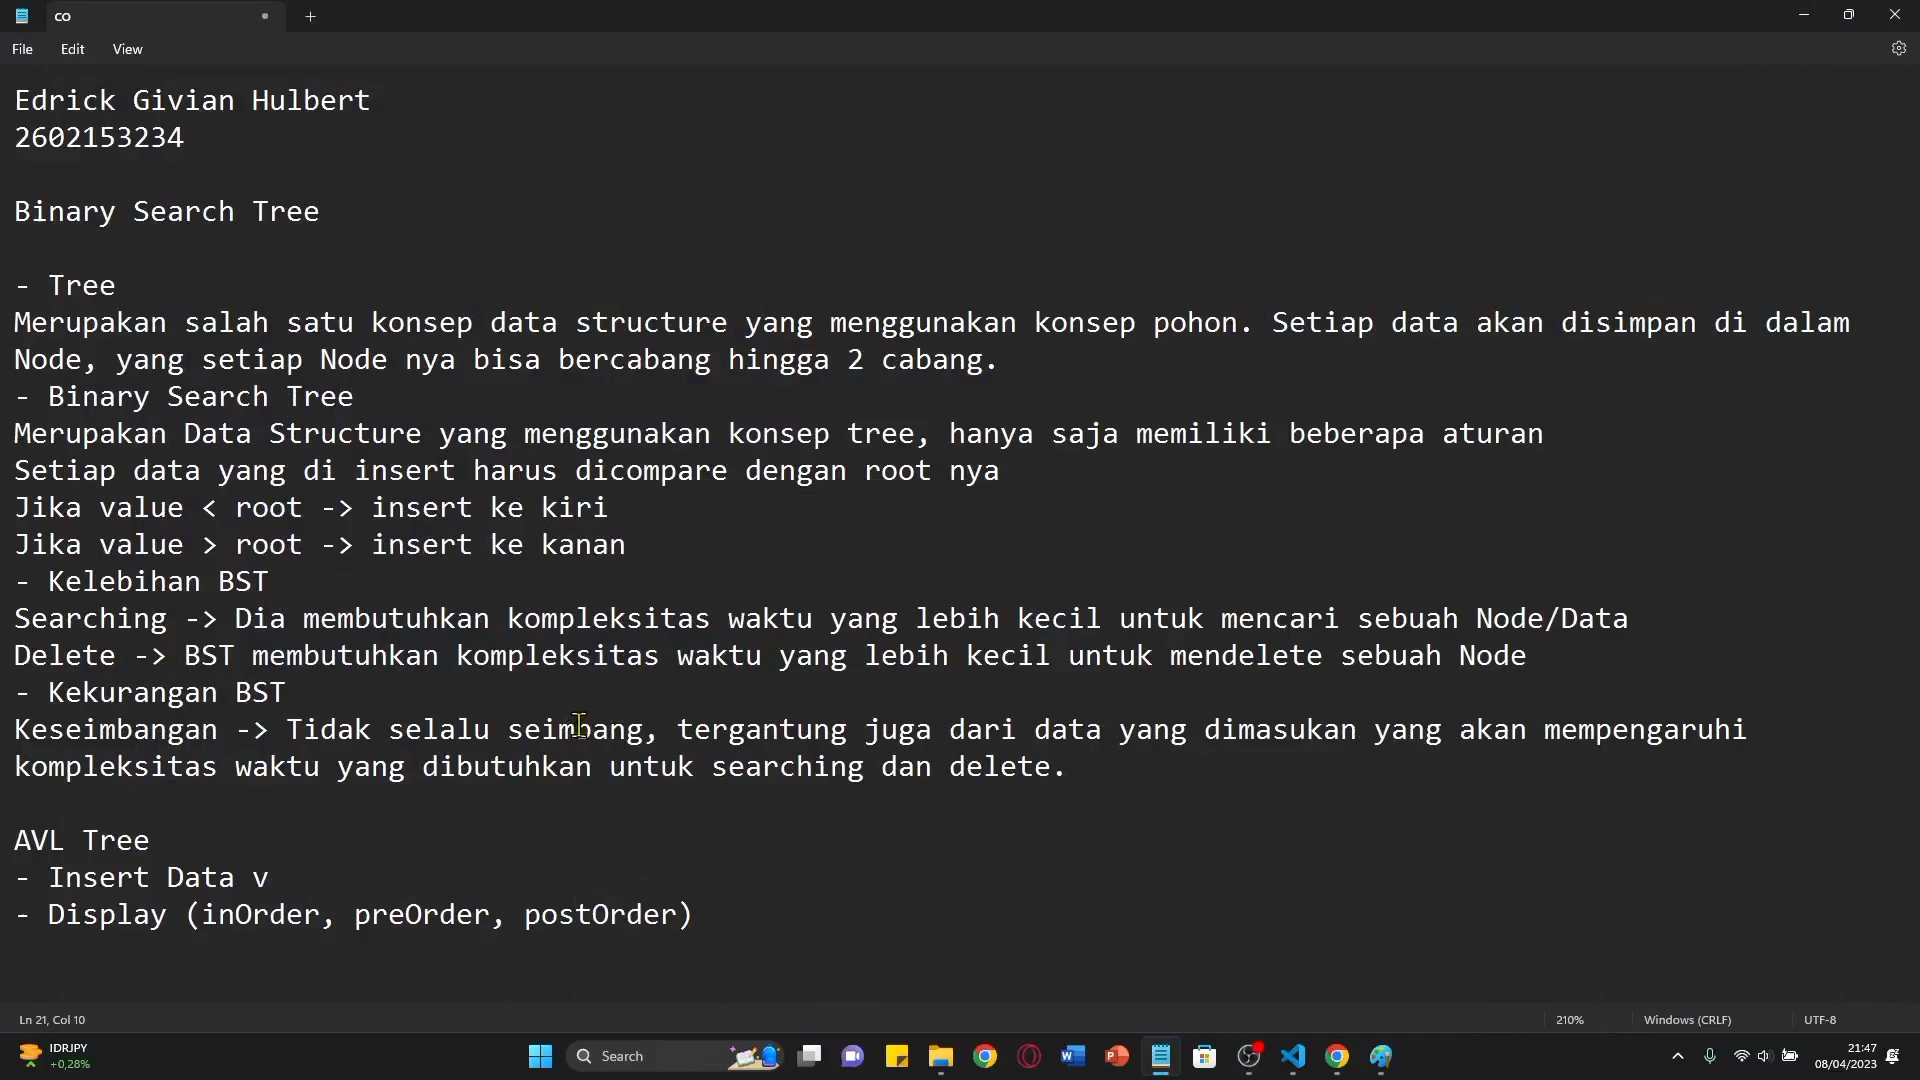 CO
File Edit View
Edrick Givian Hulbert
2602153234
Binary Search Tree
- Tree
Merupakan salah satu konsep data structure yang menggunakan konsep pohon. Setiap data akan disimpan di dalam
Node, yang setiap Node nya bisa bercabang hingga 2 cabang.
- Binary Search Tree
Merupakan Data Structure yang menggunakan konsep tree, hanya saja memiliki beberapa aturan
Setiap data yang di insert harus dicompare dengan root nya
Jika value < root -> insert ke kiri
Jika value > root -> insert ke kanan
- Kelebihan BST
Searching -> Dia membutuhkan kompleksitas waktu yang lebih kecil untuk mencari sebuah Node/Data
Delete -> BST membutuhkan kompleksitas waktu yang lebih kecil untuk mendelete sebuah Node
- Kekurangan BST
Keseimbangan -> Tidak selalu seimbang, tergantung juga dari data yang dimasukan yang akan mempengaruhi
kompleksitas waktu yang dibutuhkan untuk searching dan delete.
AVL Tree
- Insert Data v
- Display (inOrder, preOrder, postOrder)
Ln 21, Col 10 210% Windows (CRLF) UTF-8
IDRJPY
+0,28%
Search
21:47
08/04/2023